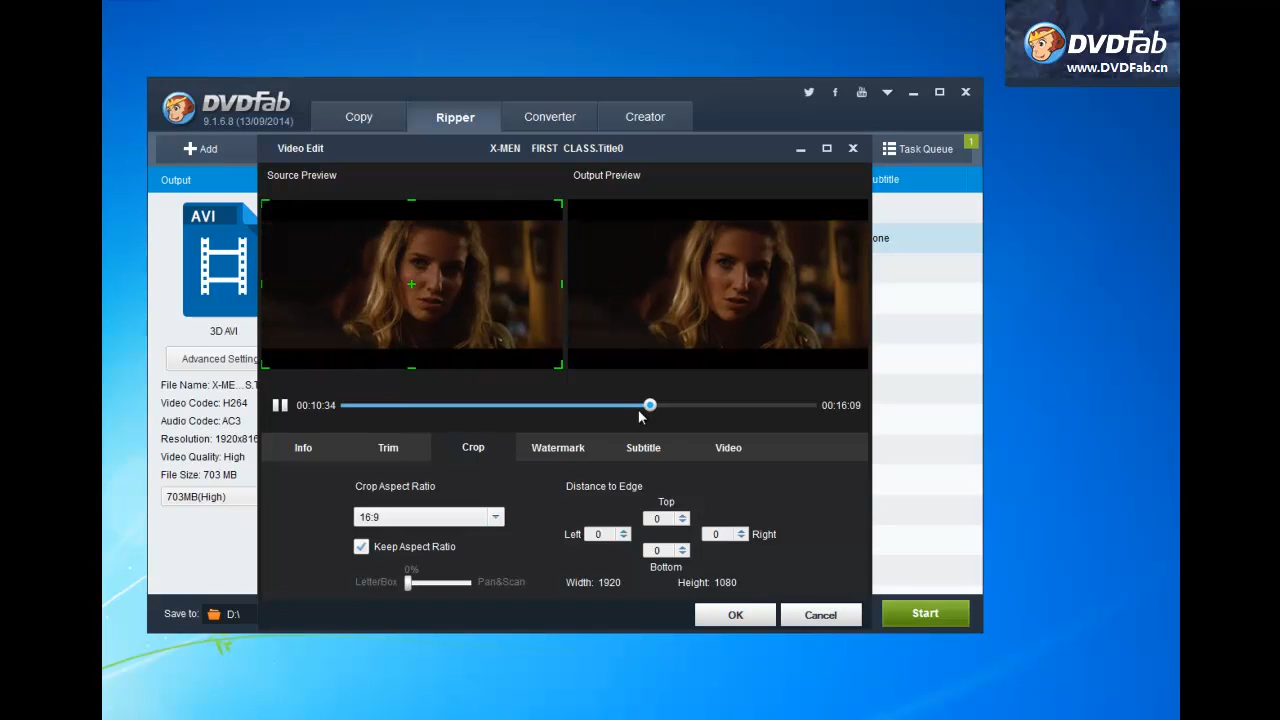 DVDFab
www.DVDFab.cn
DVDFab
9.1.6.8 (13/09/2014)
Copy
Ripper
Converter
Creator
Add
Video Edit
X-MEN FIRST CLASS.Title0
Task Queue
1
Output
Source Preview
Output Preview
ubtitle
AVI
one
3D AVI
Advanced Setting
File Name: X-ME...S.T
Video Codec: H264
Audio Codec: AC3
Resolution: 1920x816
Video Quality: High
File Size: 703 MB
703MB(High)
00:10:34
00:16:09
Info
Trim
Crop
Watermark
Subtitle
Video
Crop Aspect Ratio
16:9
Keep Aspect Ratio
0%
LetterBox
Pan&Scan
Distance to Edge
Top
0
Left 0
0 Right
0
Bottom
Width: 1920
Height: 1080
Save to:
D:\
OK
Cancel
Start